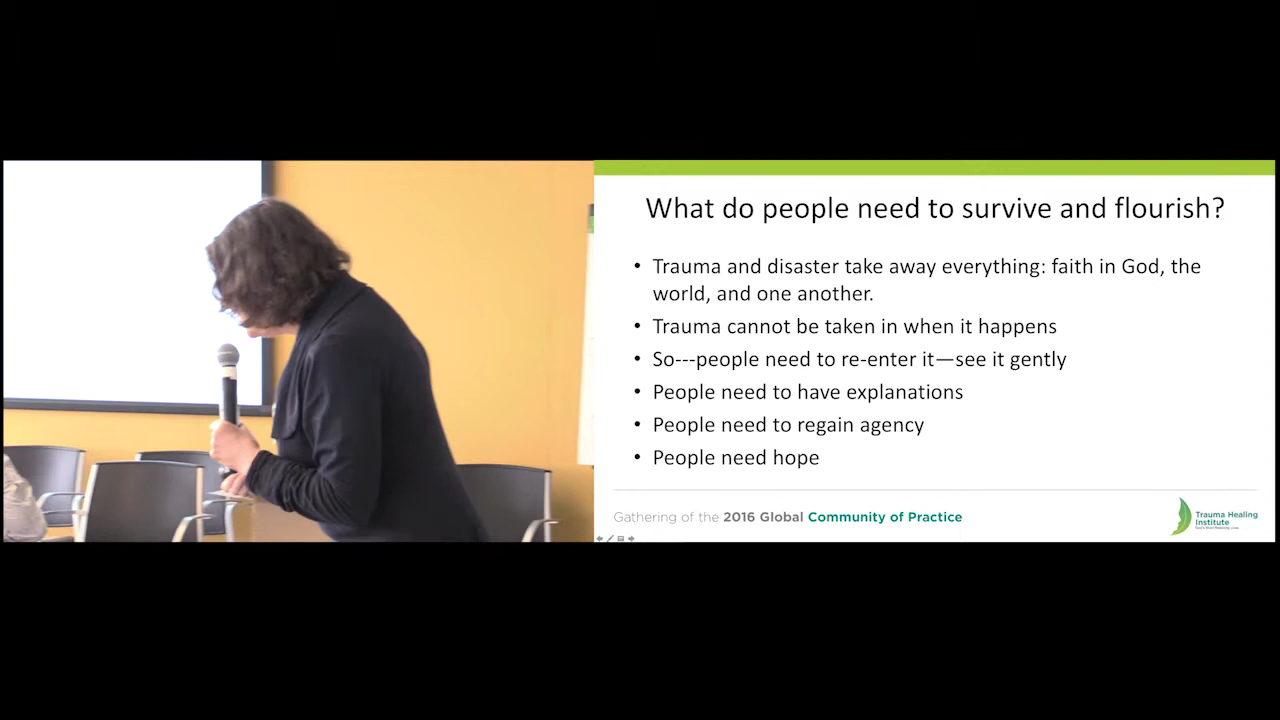 What do people need to survive and flourish?
• Trauma and disaster take away everything: faith in God, the
world, and one another.
• Trauma cannot be taken in when it happens
• So---people need to re-enter it—see it gently
• People need to have explanations
• People need to regain agency
• People need hope
Gathering of the 2016 Global Community of Practice
Trauma Healing
Institute